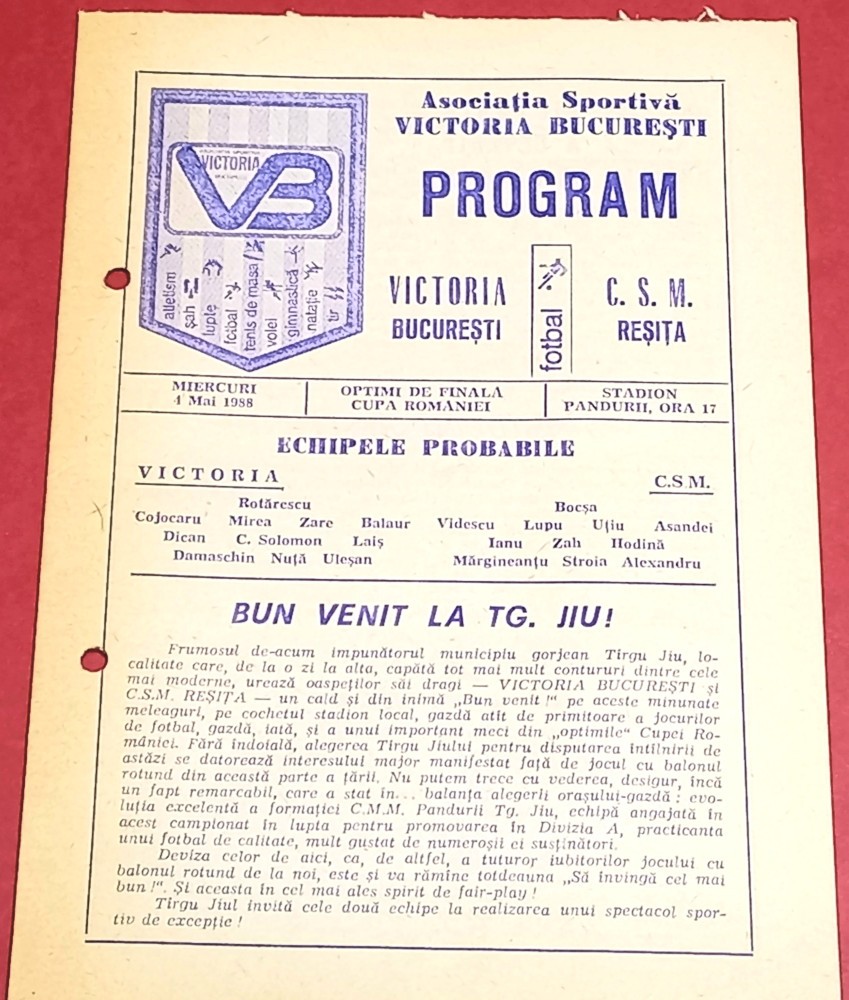 Asociația Sportivă
VICTORIA BUCUREȘTI
PROGRAM
VICTORIA
VB
atletism
șah
lupte
fotbal
tenis de masa
volei
gimnastică
natație
tir
VICTORIA
BUCUREȘTI
fotbal
C. S. M.
REȘIȚA
MIERCURI
4 Mai 1988
OPTIMI DE FINALA
CUPA ROMANIEI
STADION
PANDURII, ORA 17
ECHIPELE PROBABILE
VICTORIA C.S.M.
Rotărescu Bocșa
Cojocaru Mirea Zare Balaur Videscu Lupu Uțiu Asandei
Dican C. Solomon Laiș Ianu Zah Hodină
Damaschin Nuță Uleșan Mărgineanțu Stroia Alexandru
BUN VENIT LA TG. JIU!
Frumosul de-acum impunătorul municipiu gorjean Tîrgu Jiu, lo-
calitate care, de la o zi la alta, capătă tot mai mult contururi dintre cele
mai moderne, urează oaspeților săi dragi — VICTORIA BUCUREȘTI și
C.S.M. REȘIȚA — un cald și din inimă „Bun venit !“ pe aceste minunate
meleaguri, pe cochetul stadion local, gazdă atît de primitoare a jocurilor
de fotbal, gazdă, iată, și a unui important meci din „optimile“ Cupei Ro-
mâniei. Fără îndoială, alegerea Tîrgu Jiului pentru disputarea întîlnirii de
astăzi se datorează interesului major manifestat față de jocul cu balonul
rotund din această parte a țării. Nu putem trece cu vederea, desigur, încă
un fapt remarcabil, care a stat în... balanța alegerii orașului-gazdă : evo-
luția excelentă a formației C.M.M. Pandurii Tg. Jiu, echipă angajată în
acest campionat în lupta pentru promovarea în Divizia A, practicanta
unui fotbal de calitate, mult gustat de numeroșii ei susținători.
Deviza celor de aici, ca, de altfel, a tuturor iubitorilor jocului cu
balonul rotund de la noi, este și va rămîne totdeauna „Să învingă cel mai
bun !“. Și aceasta în cel mai ales spirit de fair-play !
Tîrgu Jiul invită cele două echipe la realizarea unui spectacol spor-
tiv de excepție !